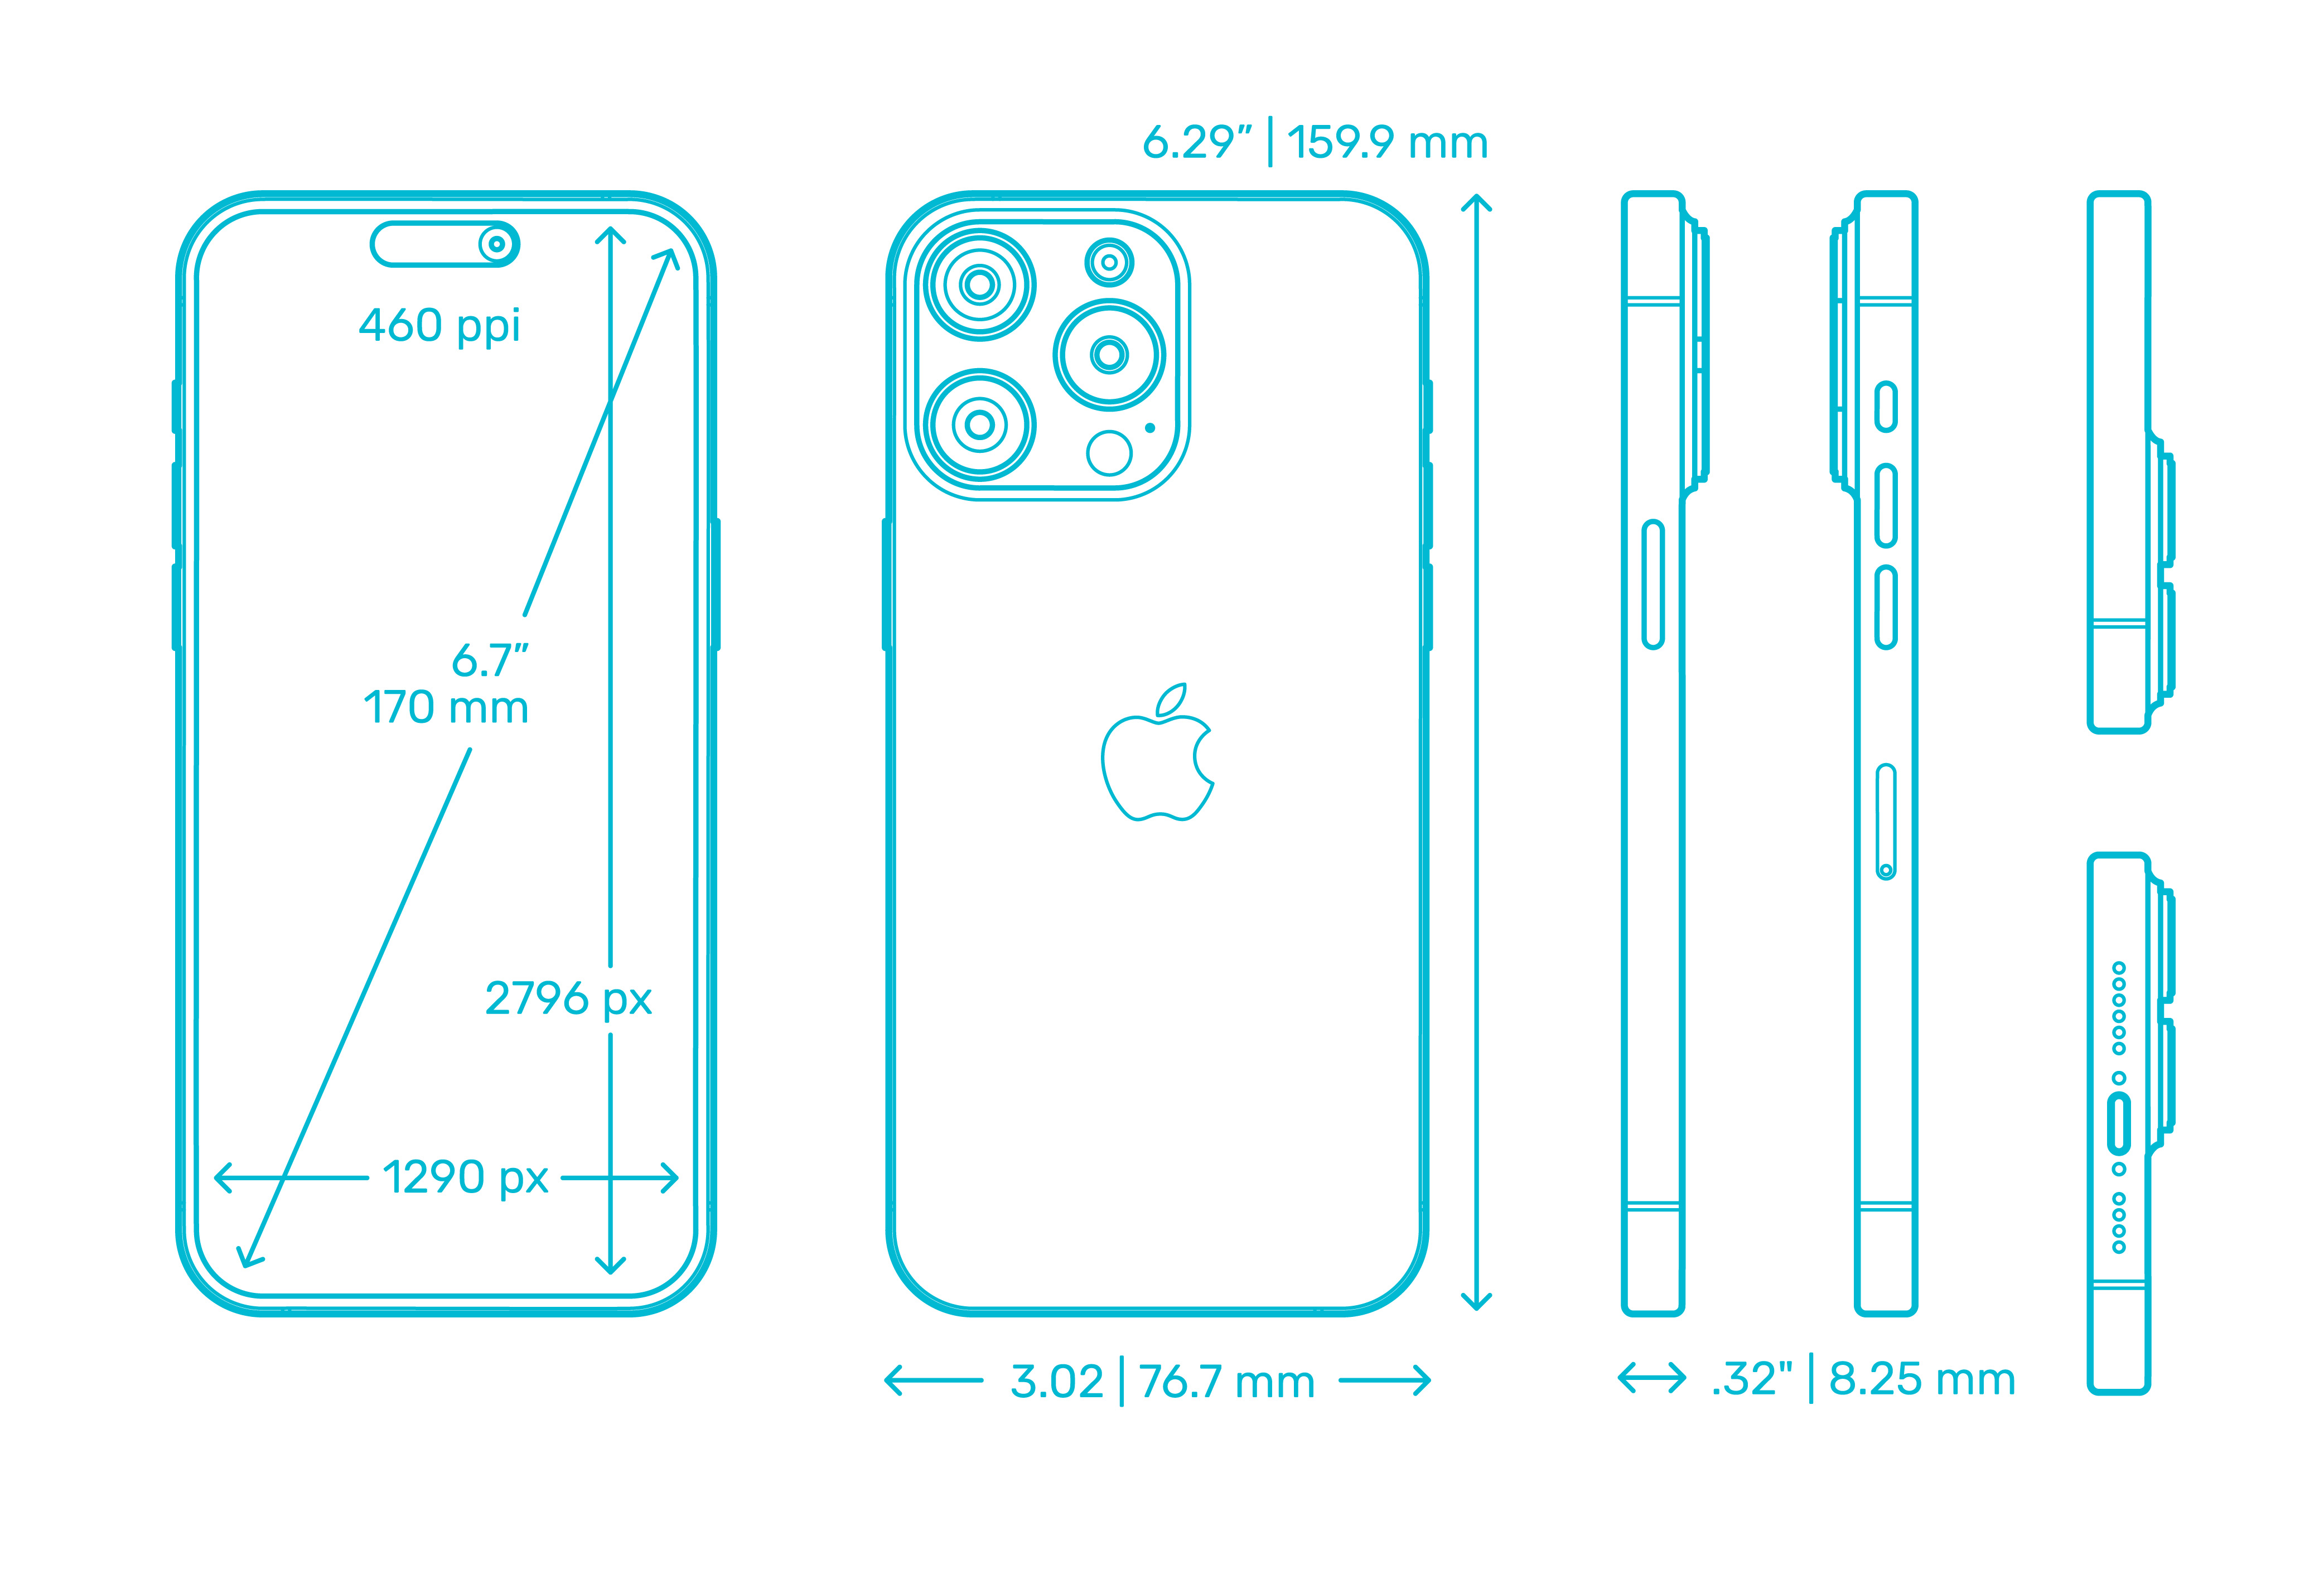 6.29” | 159.9 mm
460 ppi
6.7”
170 mm
2796 px
1290 px
3.02 | 76.7 mm
.32" | 8.25 mm